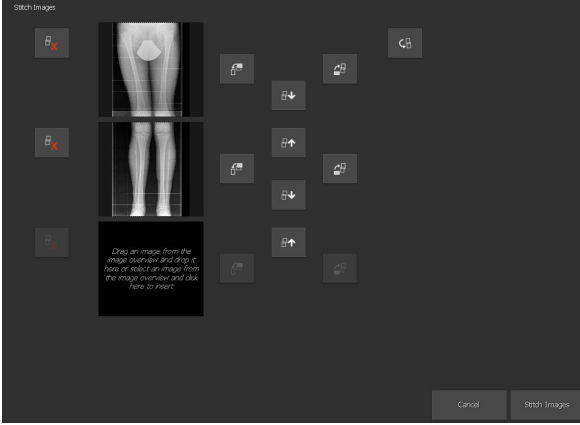 Stitch Images
Drag an image from the
image overview and drop it
here or select an image from
the image overview and click
here to insert
Cancel
Stitch Images